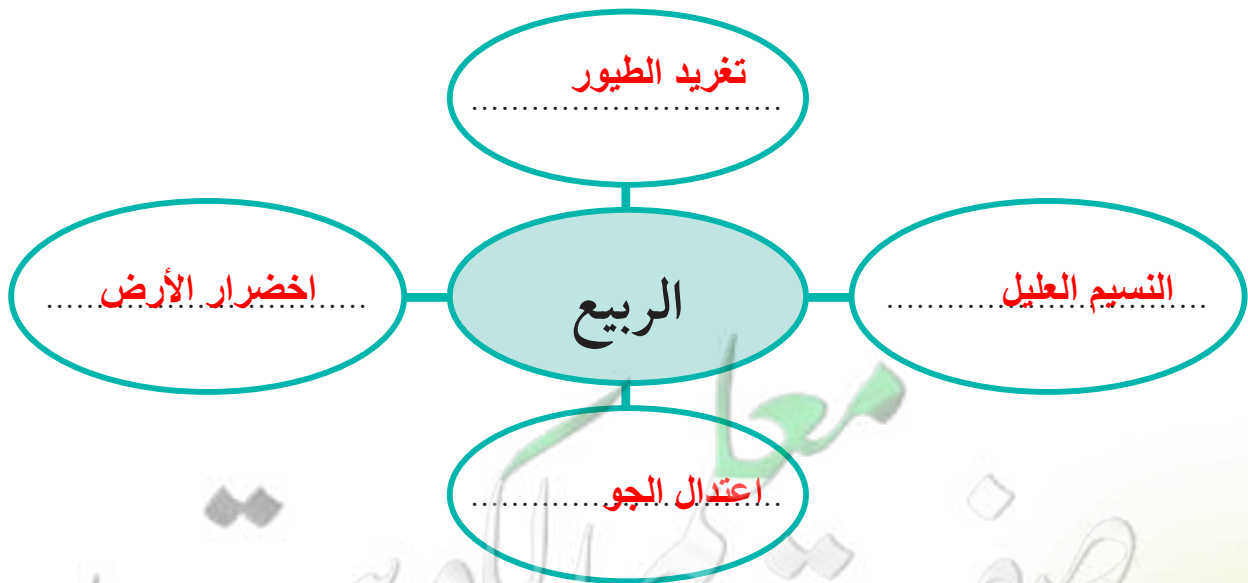 تغريد الطيور
النسيم العليل
الربيع
اخضرار الأرض
اعتدال الجو